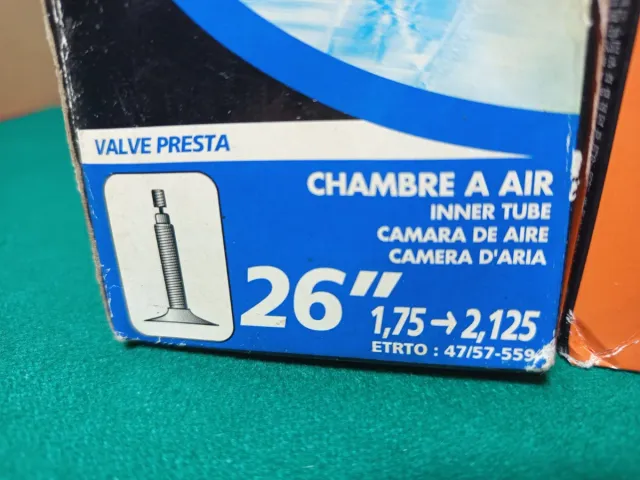 VALVE PRESTA
CHAMBRE A AIR
INNER TUBE
CAMARA DE AIRE
CAMERA D'ARIA
26" 1,75→2,125
ETRTO : 47/57-559